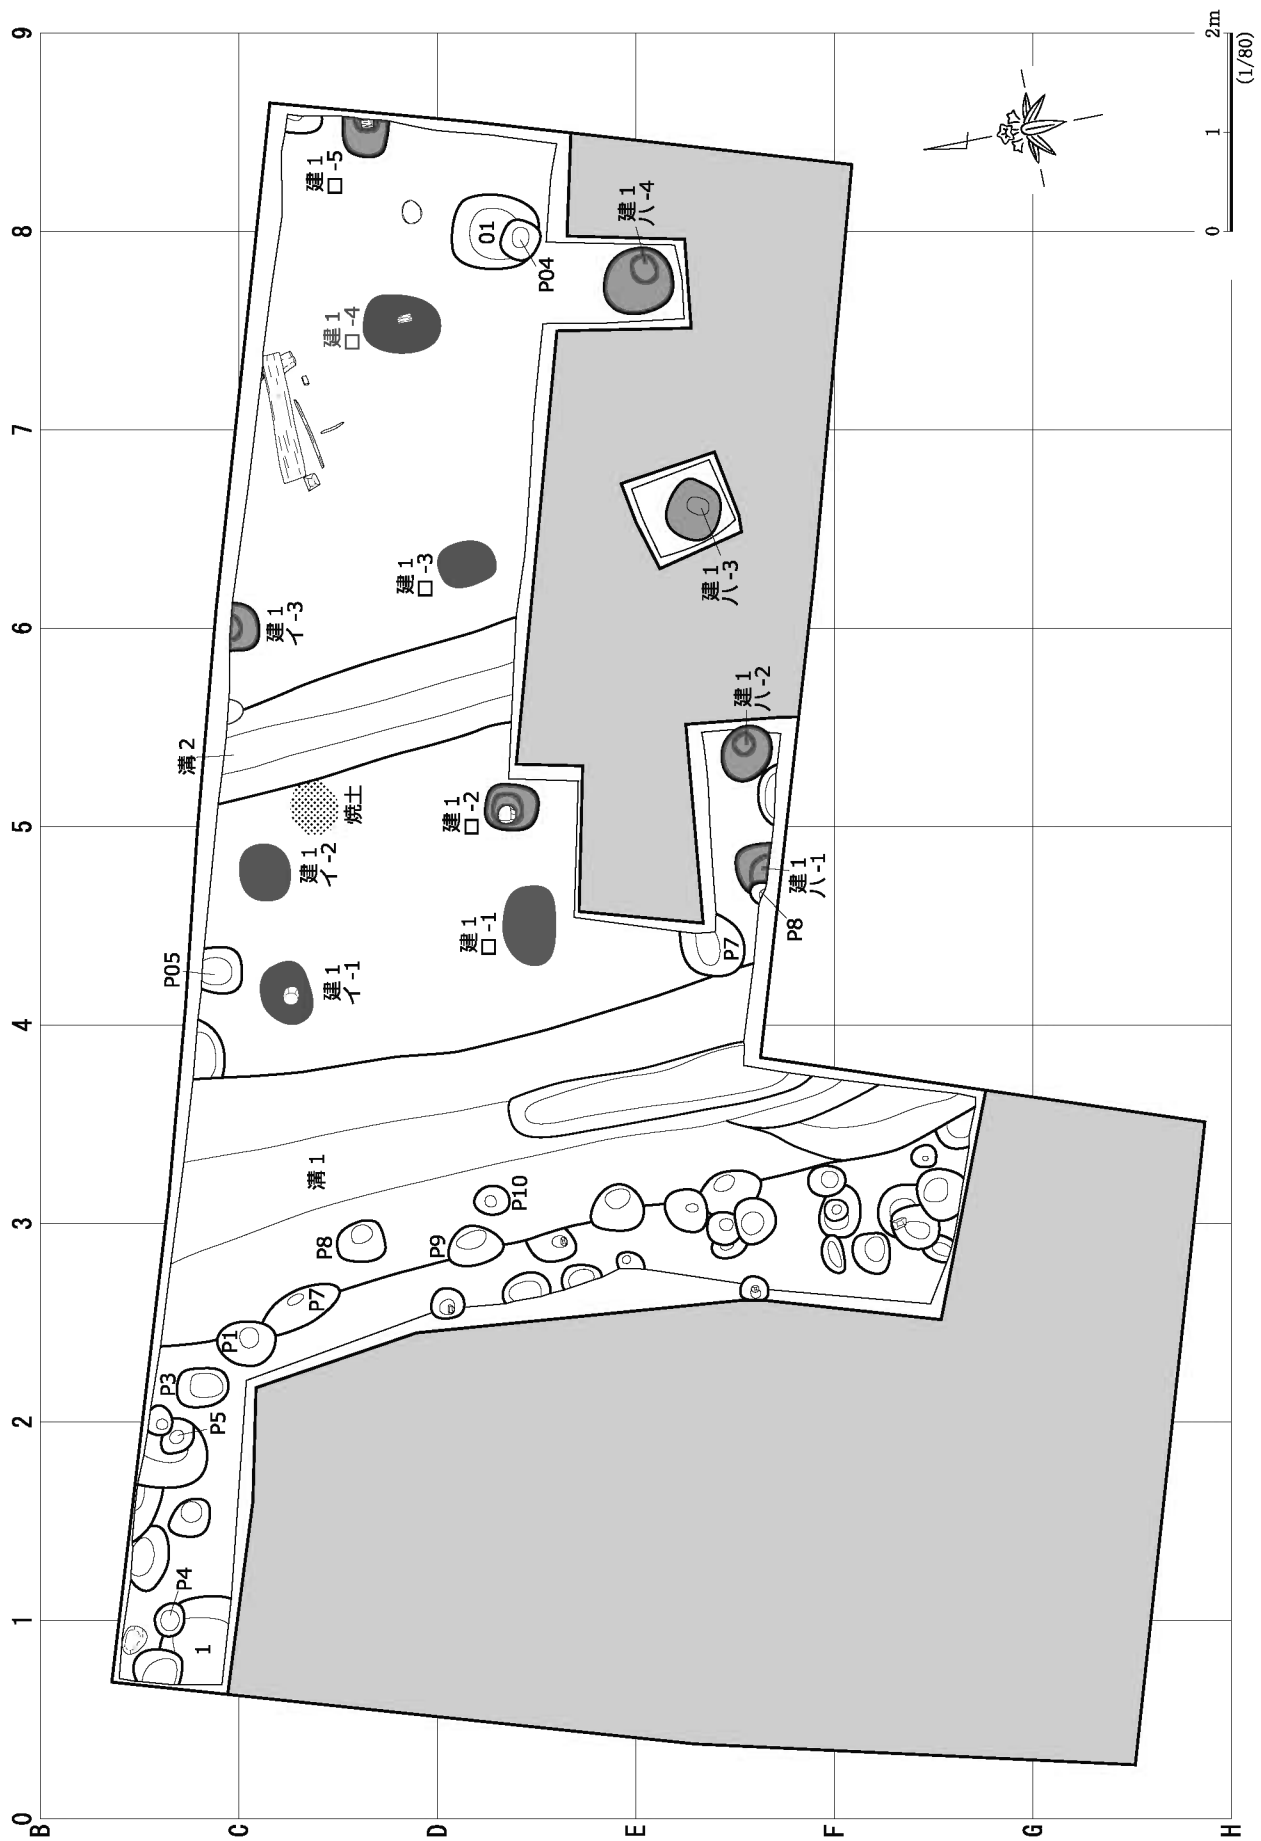 0
1
2
3
4
5
6
7
8
9
B
C
D
E
F
G
H
P4
1
P3
P5
P1
P7
P8
P9
P10
溝1
P05
建1
イ-1
建1
イ-2
焼土
溝2
建1
イ-3
建1
ロ-1
建1
ロ-2
建1
ロ-3
建1
ロ-4
建1
ロ-5
01
P04
P7
P8
建1
ハ-1
建1
ハ-2
建1
ハ-3
建1
ハ-4
0
1
2m
(1/80)